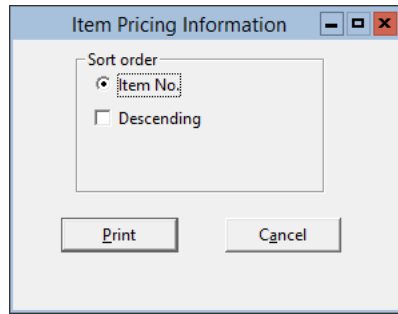 Item Pricing Information
Sort order
Item No.
Descending
Print
Cancel